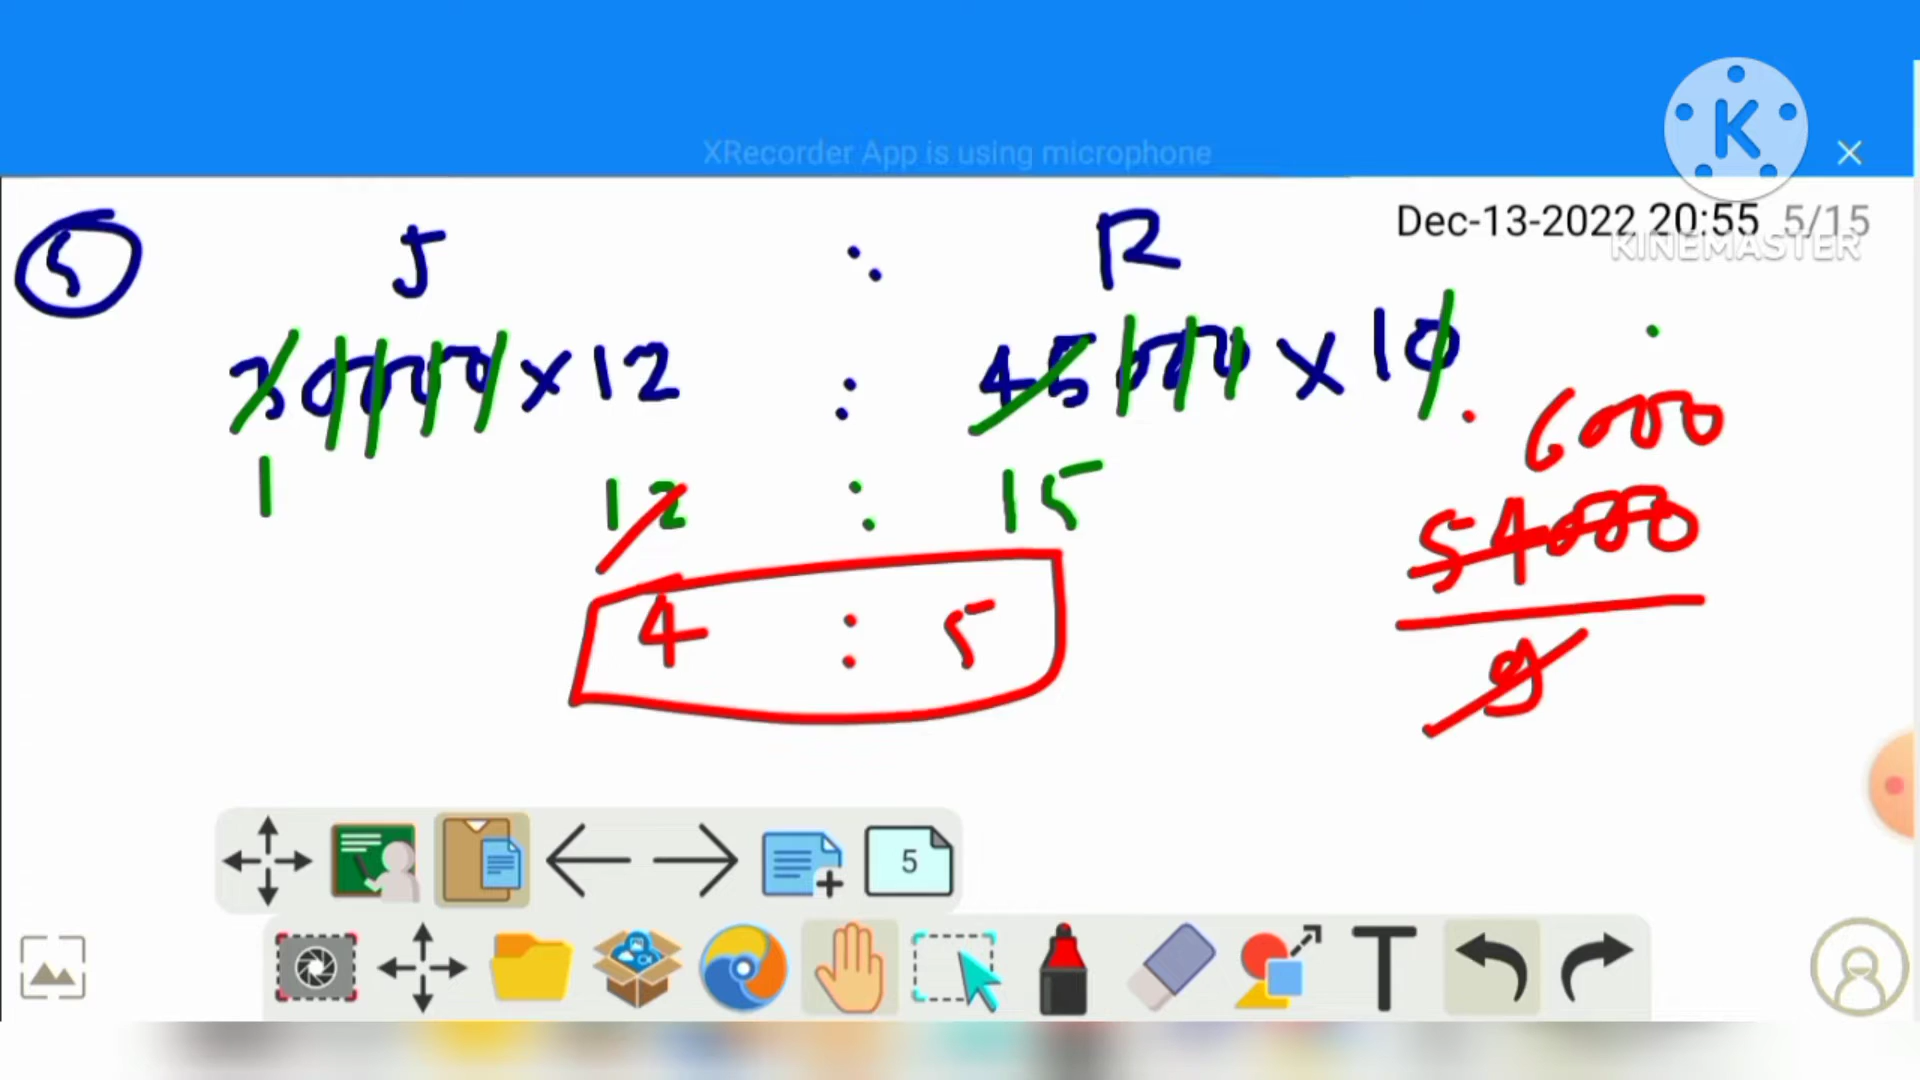 XRecorder App is using microphone
K
KINEMASTER
Dec-13-2022 20:55 5/15
5 J : R
30000 x 12 : 45000 x 10
1 12 : 15
4 : 5
6000
54000
9
5
T